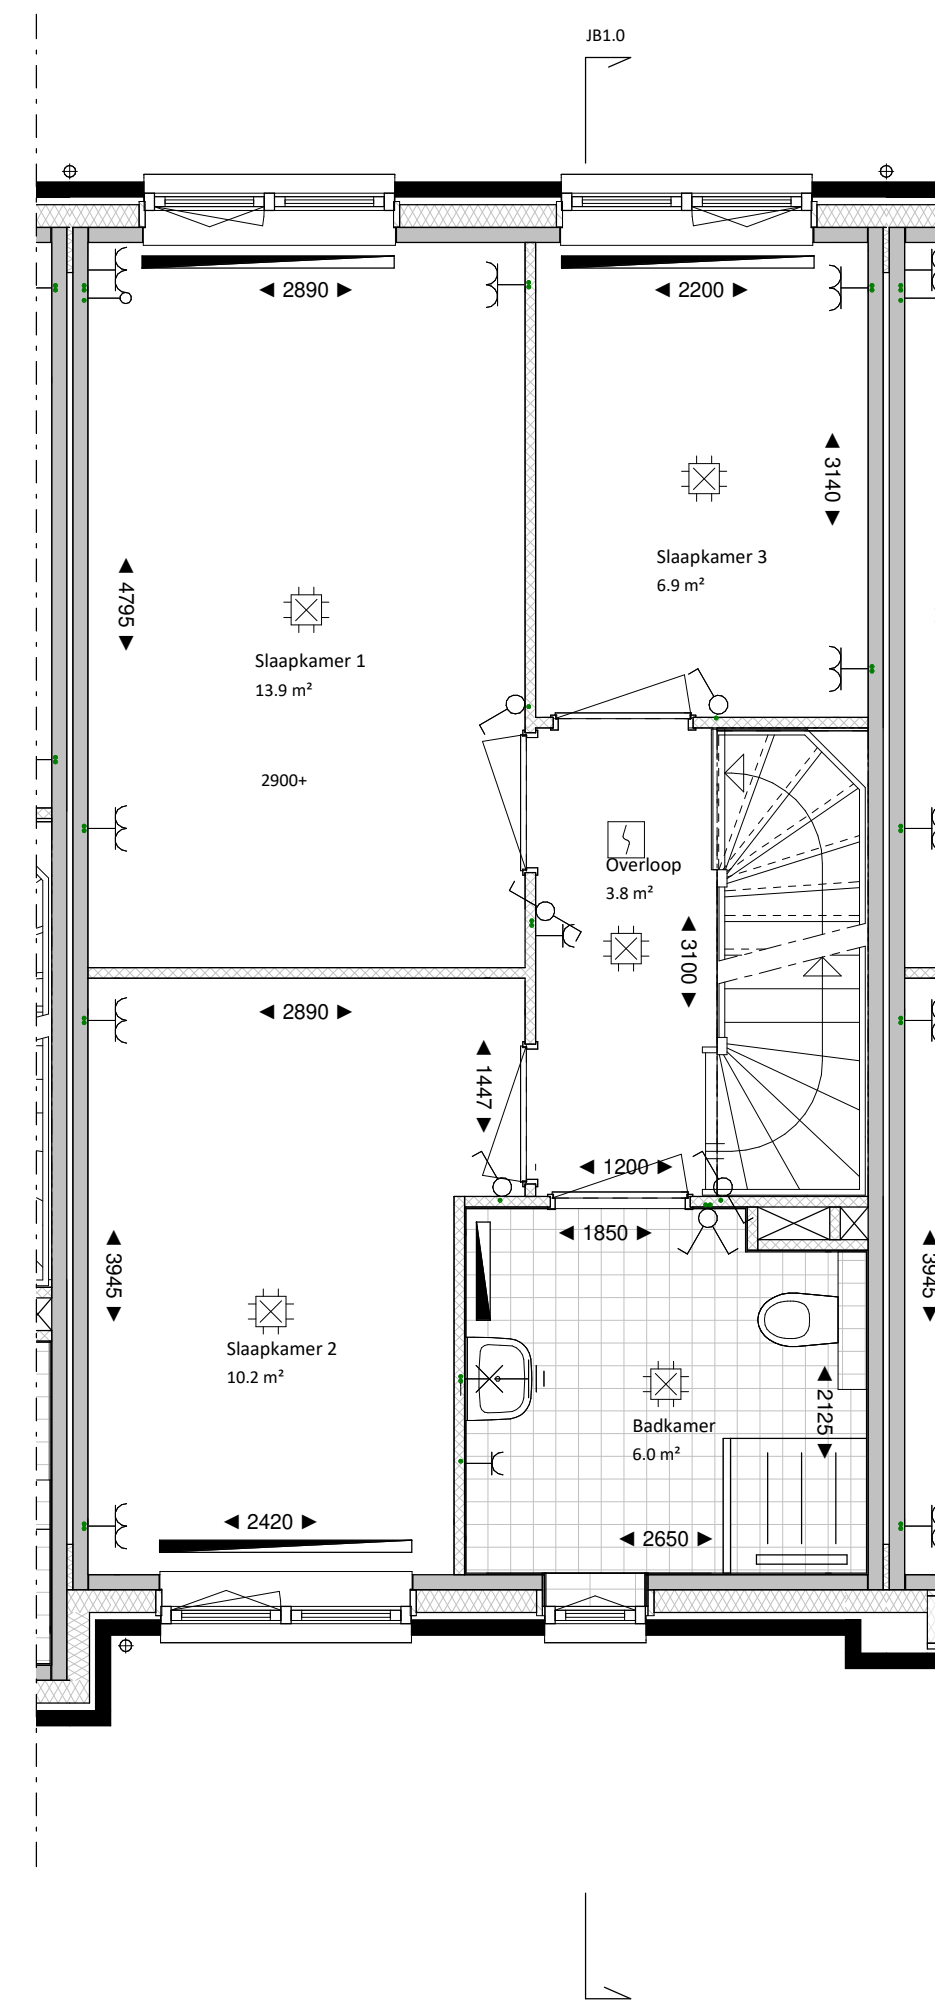 JB1.0
◄ 2890 ►
◄ 2200 ►
◄ 3140 ►
Slaapkamer 3
6.9 m²
◄ 4795 ►
Slaapkamer 1
13.9 m²
2900+
Overloop
3.8 m²
◄ 3100 ►
◄ 2890 ►
◄ 1447 ►
◄ 1200 ►
◄ 1850 ►
◄ 3945 ►
◄ 3945 ►
Slaapkamer 2
10.2 m²
◄ 2125 ►
Badkamer
6.0 m²
◄ 2420 ►
◄ 2650 ►